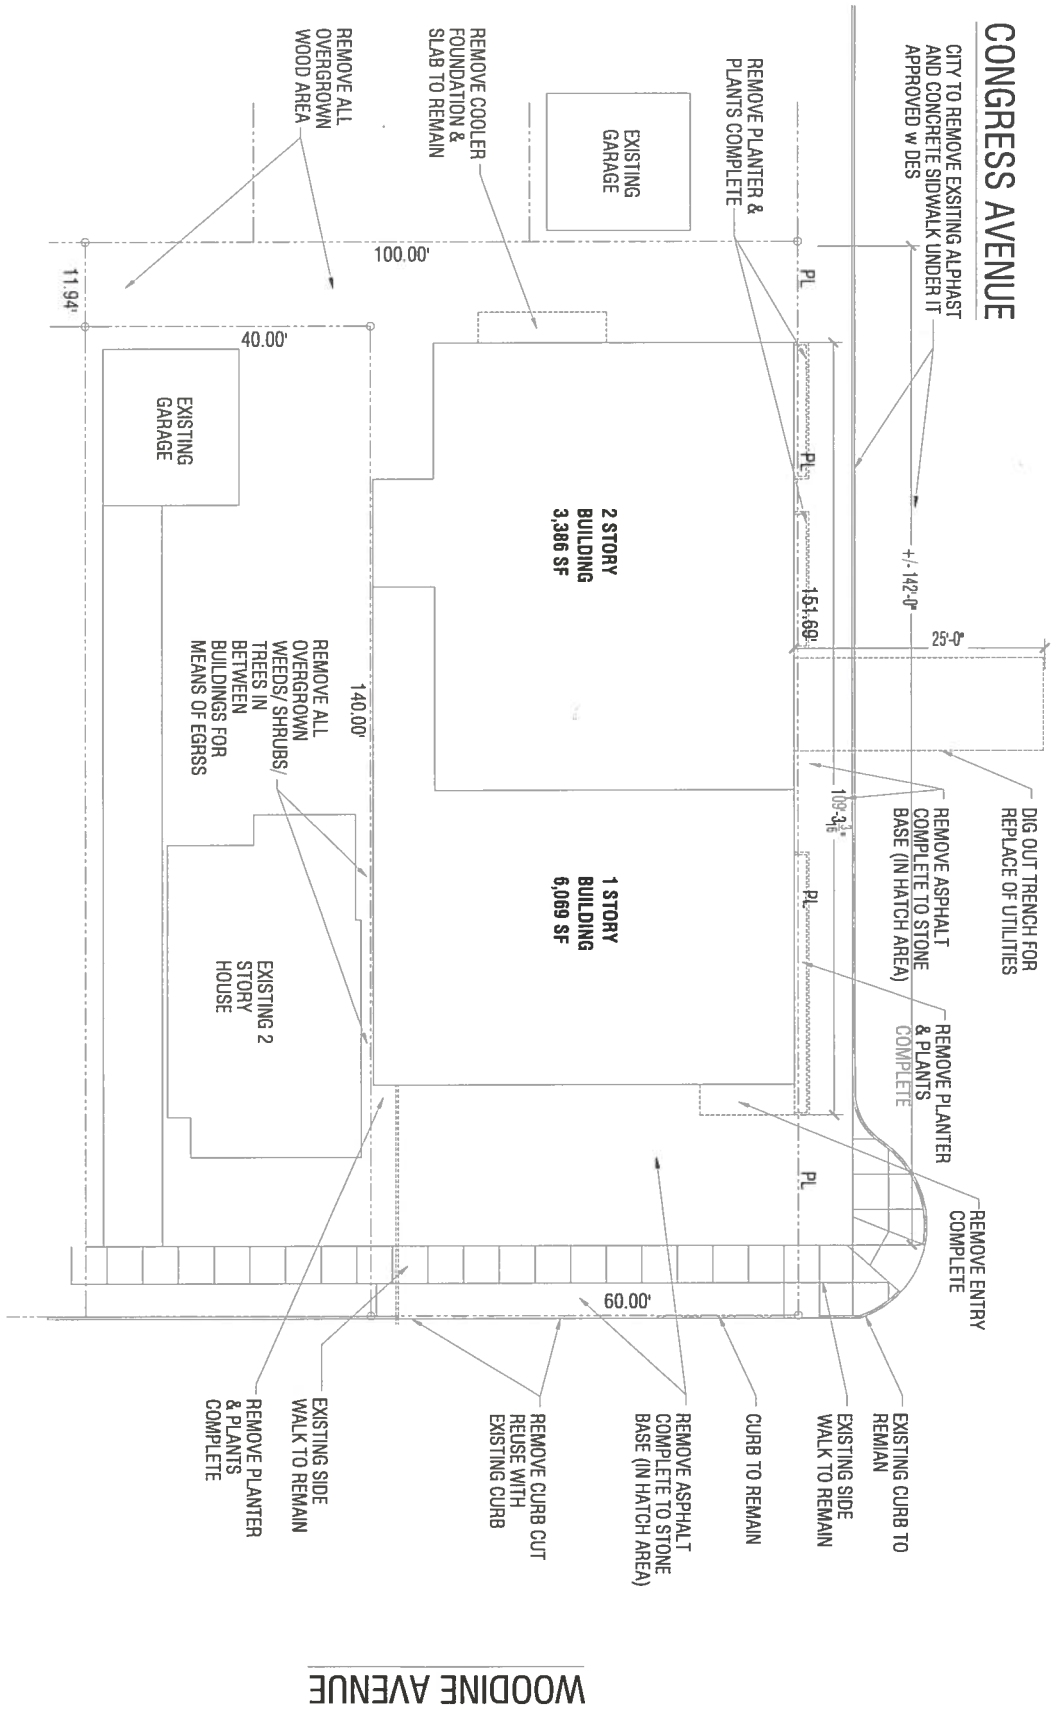 CONGRESS AVENUE
CITY TO REMOVE EXSITING ALPHAST
AND CONCRETE SIDWALK UNDER IT
APPROVED w DES
REMOVE PLANTER &
PLANTS COMPLETE
REMOVE COOLER
FOUNDATION &
SLAB TO REMAIN
REMOVE ALL
OVERGROWN
WOOD AREA
EXISTING
GARAGE
PL
100.00'
11.94'
40.00'
EXISTING
GARAGE
PL
2 STORY
BUILDING
3,386 SF
+/- 142'-0"
151.69'
25'-0"
140.00'
REMOVE ALL
OVERGROWN
WEEDS/ SHRUBS/
TREES IN
BETWEEN
BUILDINGS FOR
MEANS OF EGRSS
DIG OUT TRENCH FOR
REPLACE OF UTILITIES
REMOVE ASPHALT
COMPLETE TO STONE
BASE (IN HATCH AREA)
109'-3 3/16"
PL
1 STORY
BUILDING
6,069 SF
EXISTING 2
STORY
HOUSE
REMOVE PLANTER
& PLANTS
COMPLETE
PL
REMOVE ENTRY
COMPLETE
60.00'
EXISTING CURB TO
REMIAN
EXISTING SIDE
WALK TO REMAIN
CURB TO REMAIN
REMOVE ASPHALT
COMPLETE TO STONE
BASE (IN HATCH AREA)
REMOVE CURB CUT
REUSE WITH
EXISTING CURB
EXISTING SIDE
WALK TO REMAIN
REMOVE PLANTER
& PLANTS
COMPLETE
WOODINE AVENUE